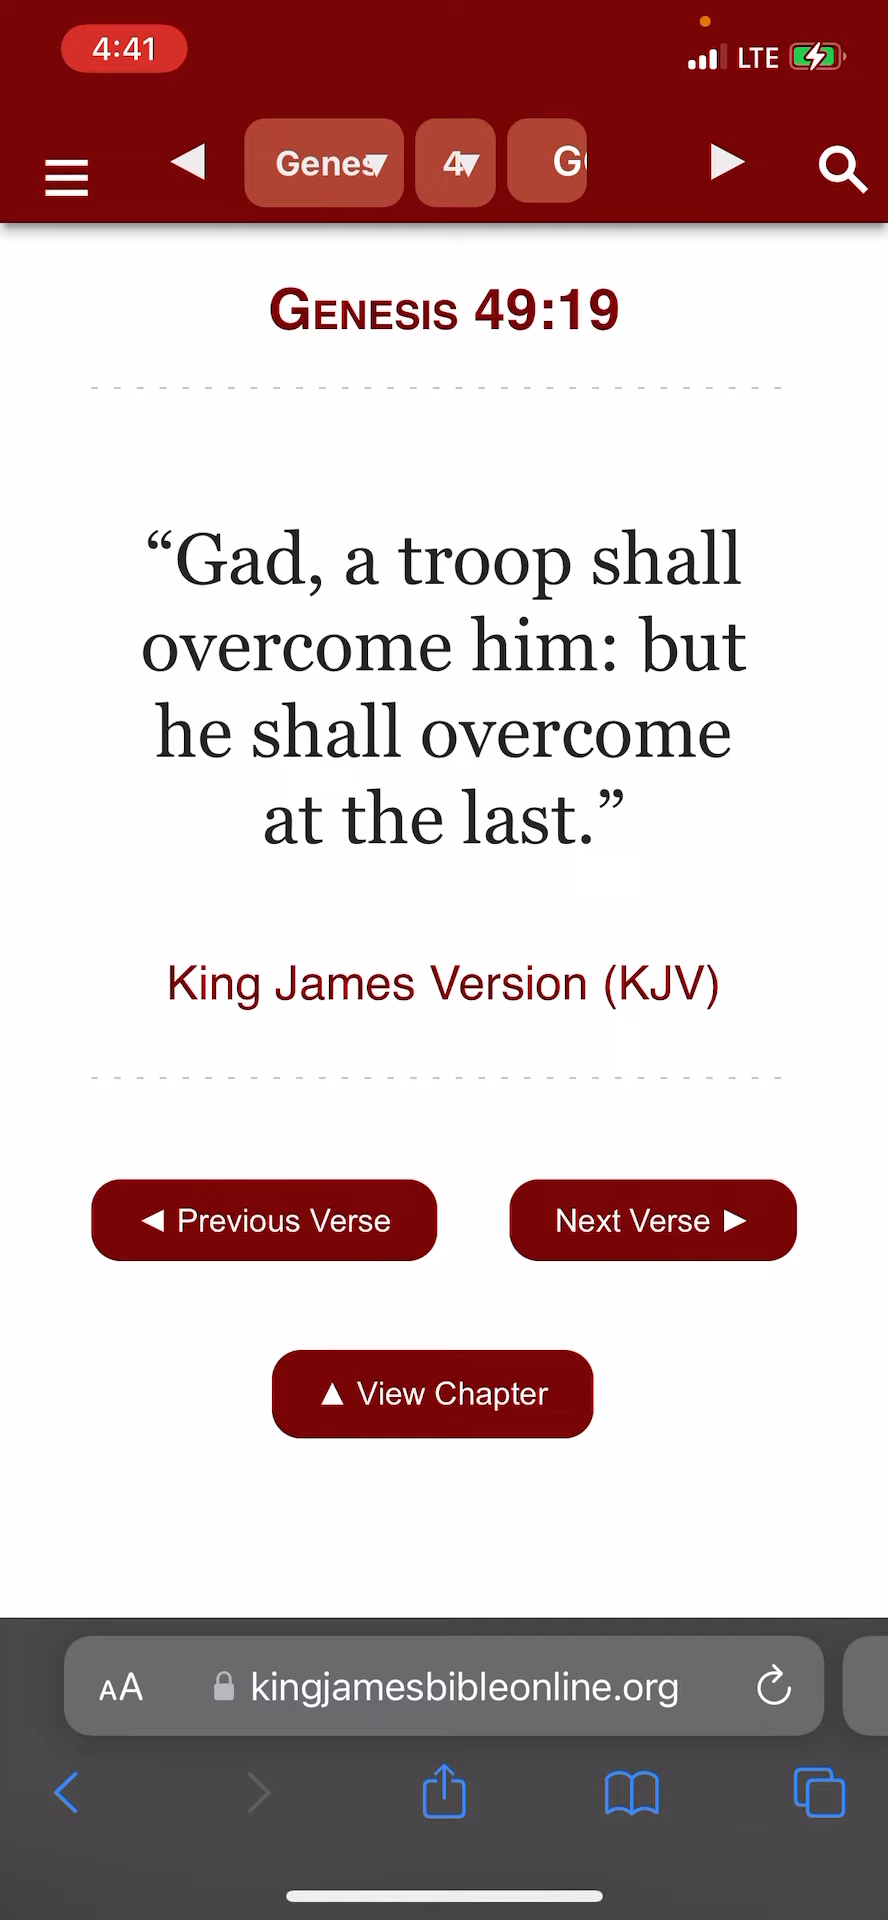 4:41
LTE
Genes
4
G
Genesis 49:19
“Gad, a troop shall
overcome him: but
he shall overcome
at the last.”
King James Version (KJV)
◀ Previous Verse
Next Verse ▶
▲ View Chapter
AA
kingjamesbibleonline.org